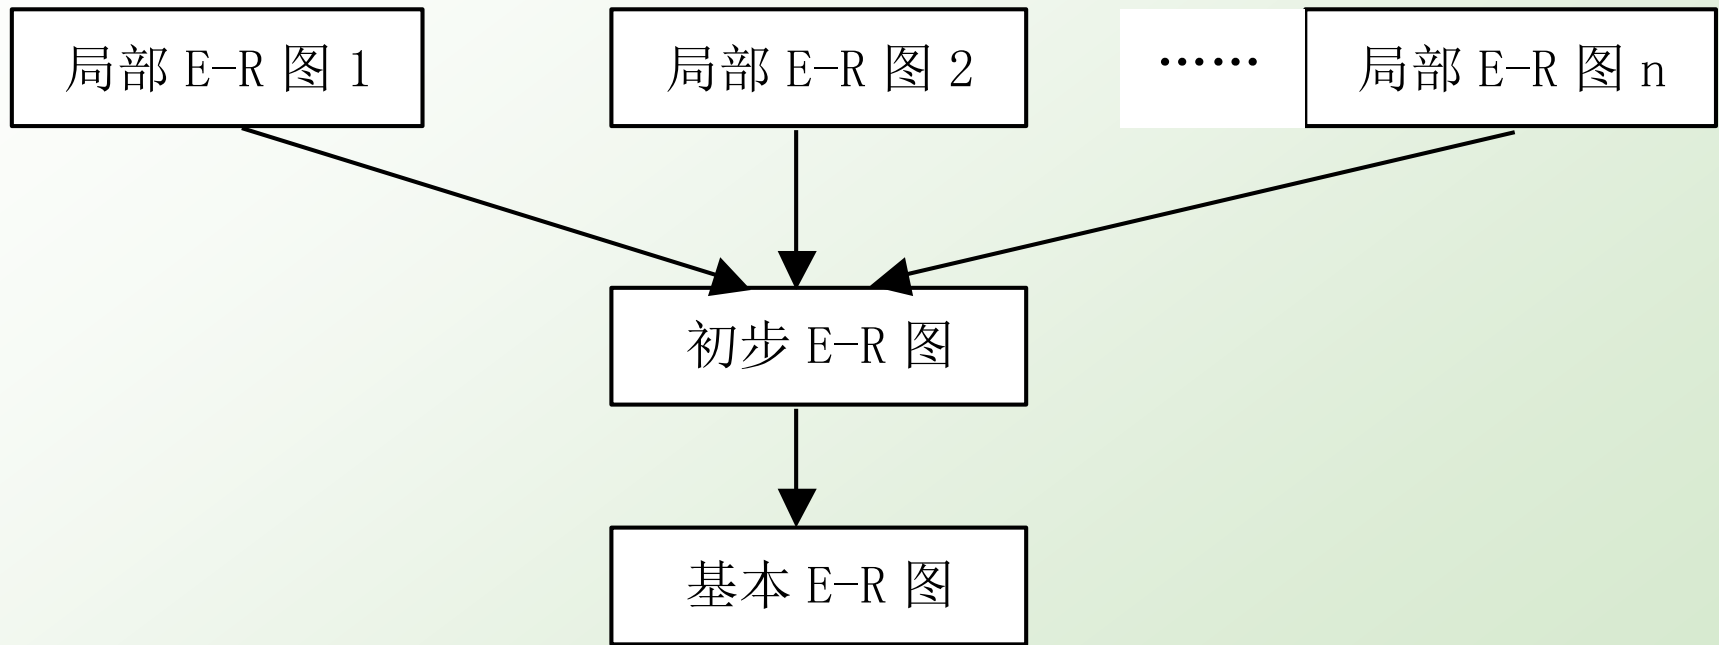 局部 E-R 图 1
局部 E-R 图 2
……
局部 E-R 图 n
初步 E-R 图
基本 E-R 图